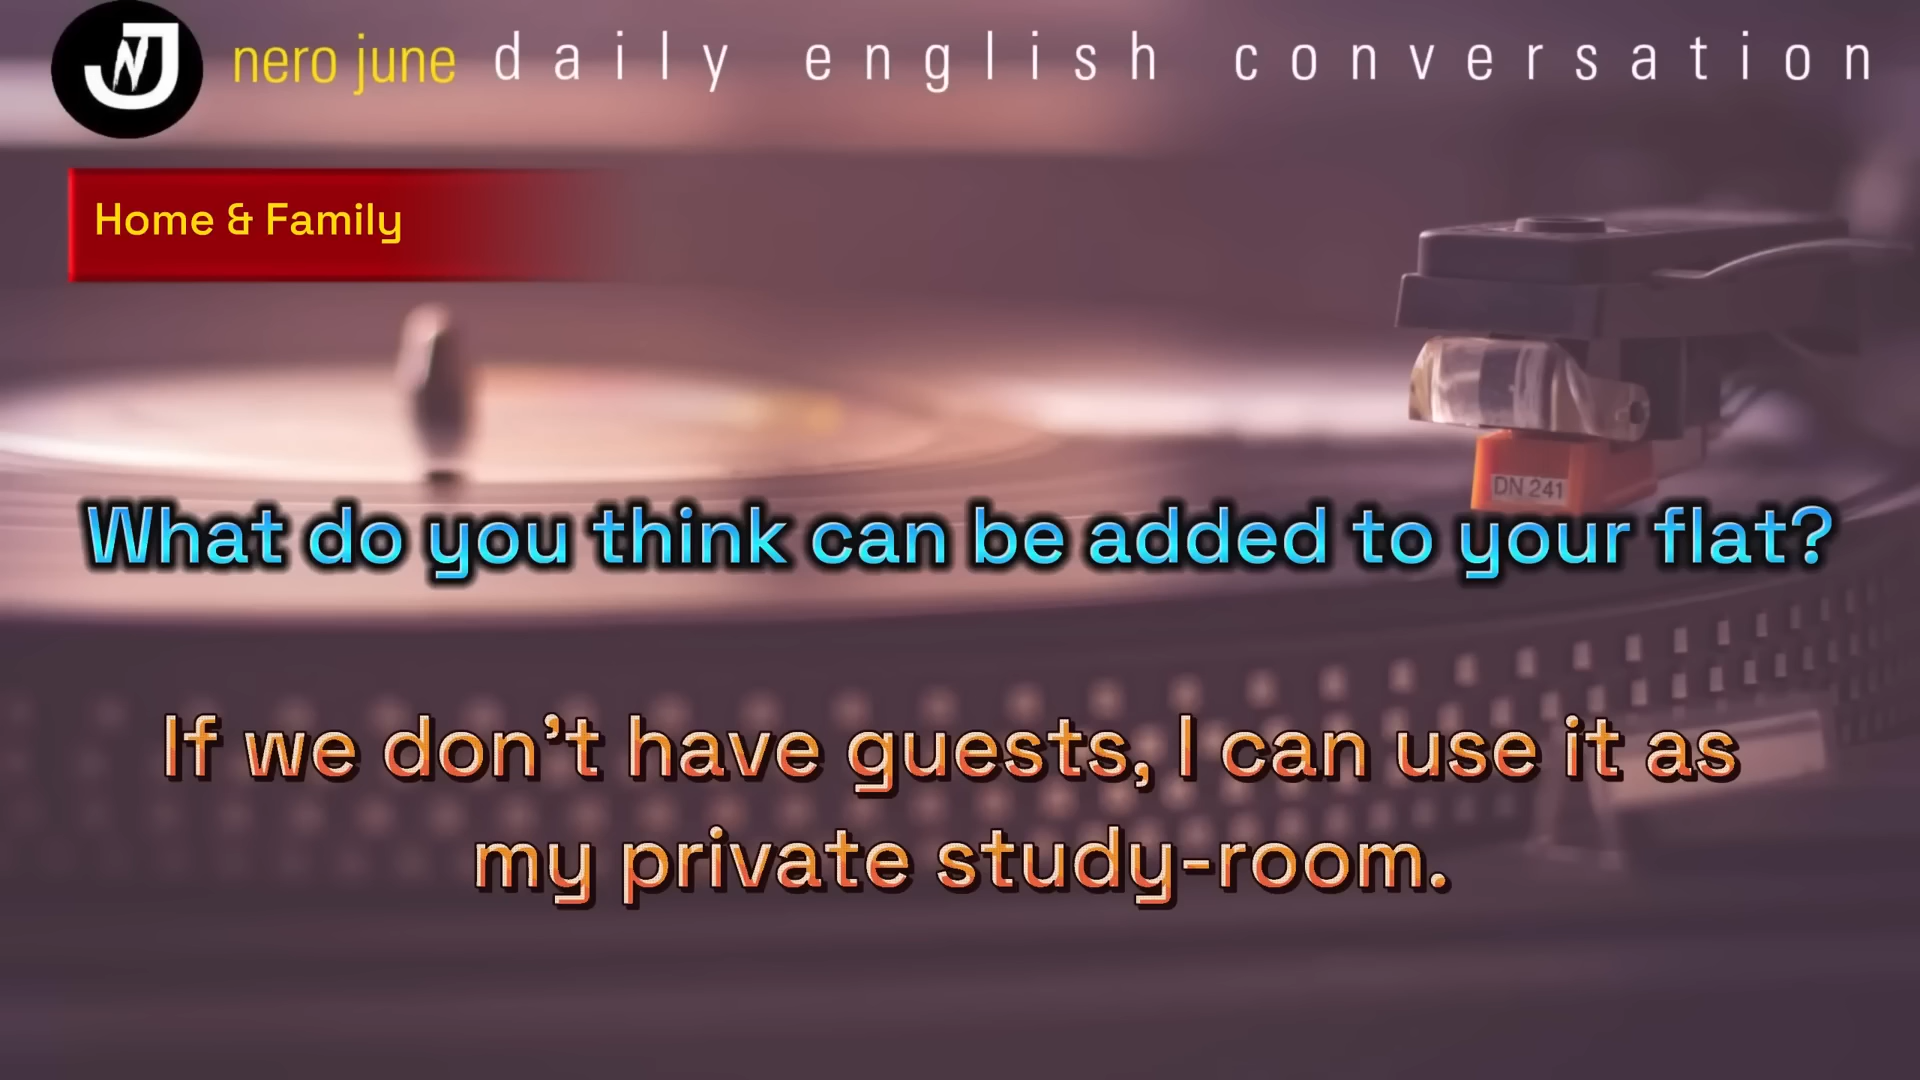 NJ
nero june daily english conversation
Home & Family
DN 241
What do you think can be added to your flat?
If we don't have guests, I can use it as
my private study-room.